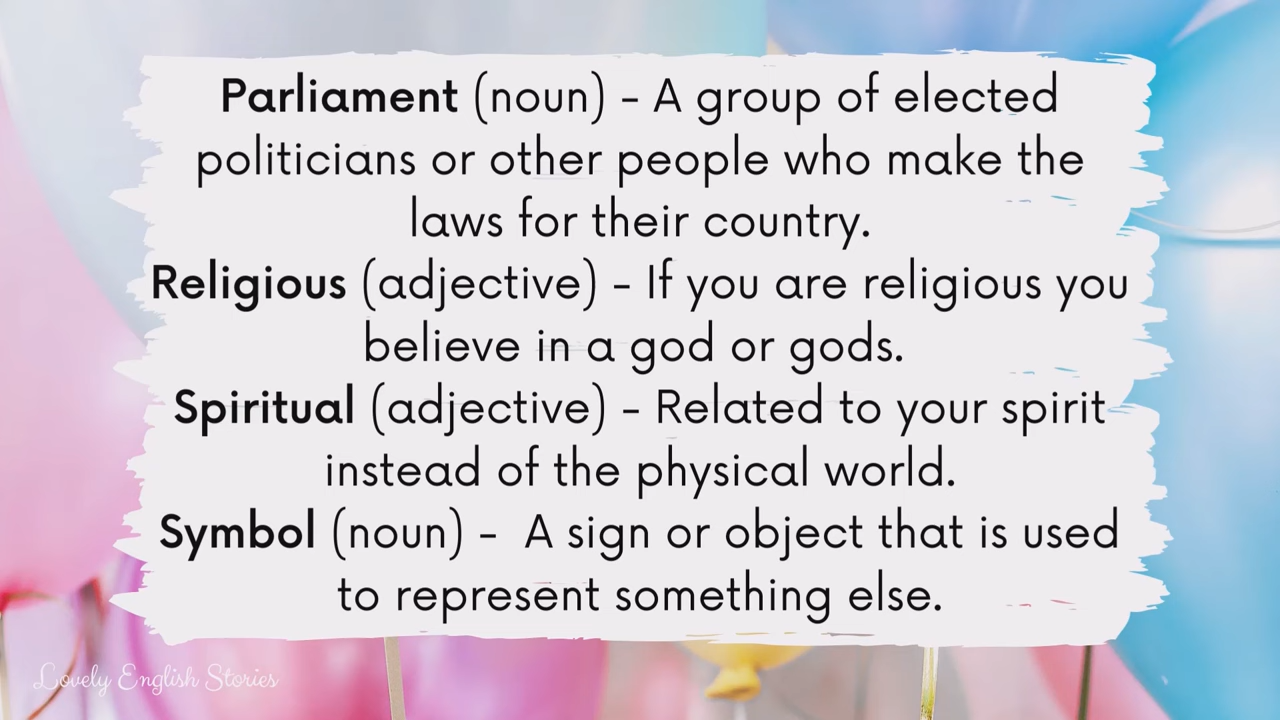 Parliament (noun) - A group of elected
politicians or other people who make the
laws for their country.
Religious (adjective) - If you are religious you
believe in a god or gods.
Spiritual (adjective) - Related to your spirit
instead of the physical world.
Symbol (noun) - A sign or object that is used
to represent something else.
Lovely English Stories